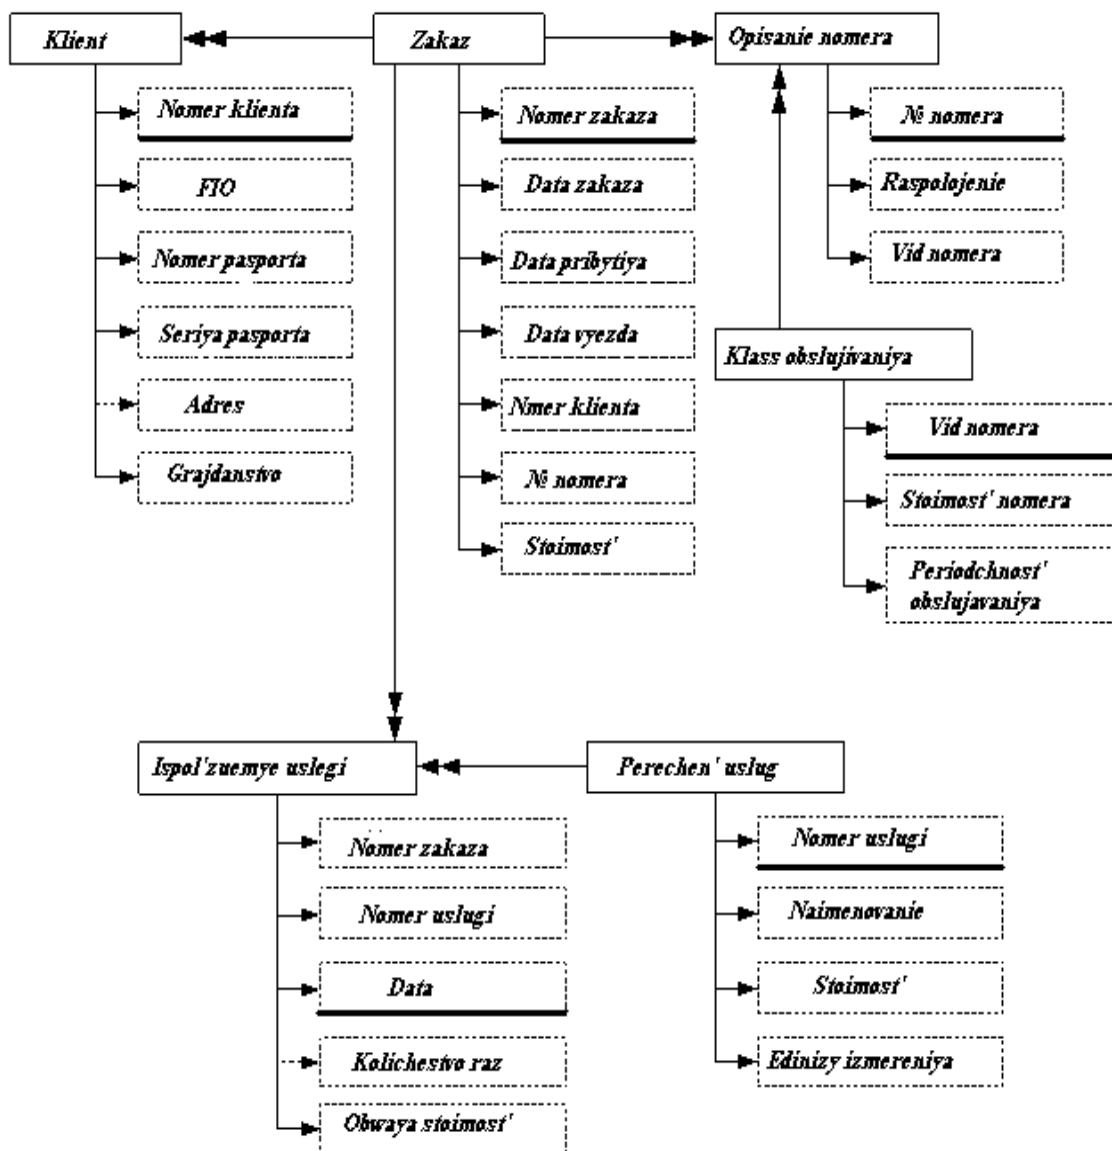 Klient
Zakaz
Opisanie nomera
Nomer klienta
FIO
Nomer pasporta
Seriya pasporta
Adres
Grajdanstvo
Nomer zakaza
Data zakaza
Data pribytiya
Data vyezda
Nmer klienta
№ nomera
Stoimost'
№ nomera
Raspolojenie
Vid nomera
Klass obslujivaniya
Vid nomera
Stoimost' nomera
Periodchnost'
obslujavaniya
Ispol'zuemye uslegi
Perechen' uslug
Nomer zakaza
Nomer uslugi
Data
Kolichestvo raz
Obwaya stoimost'
Nomer uslugi
Naimenovanie
Stoimost'
Edinizy izmereniya